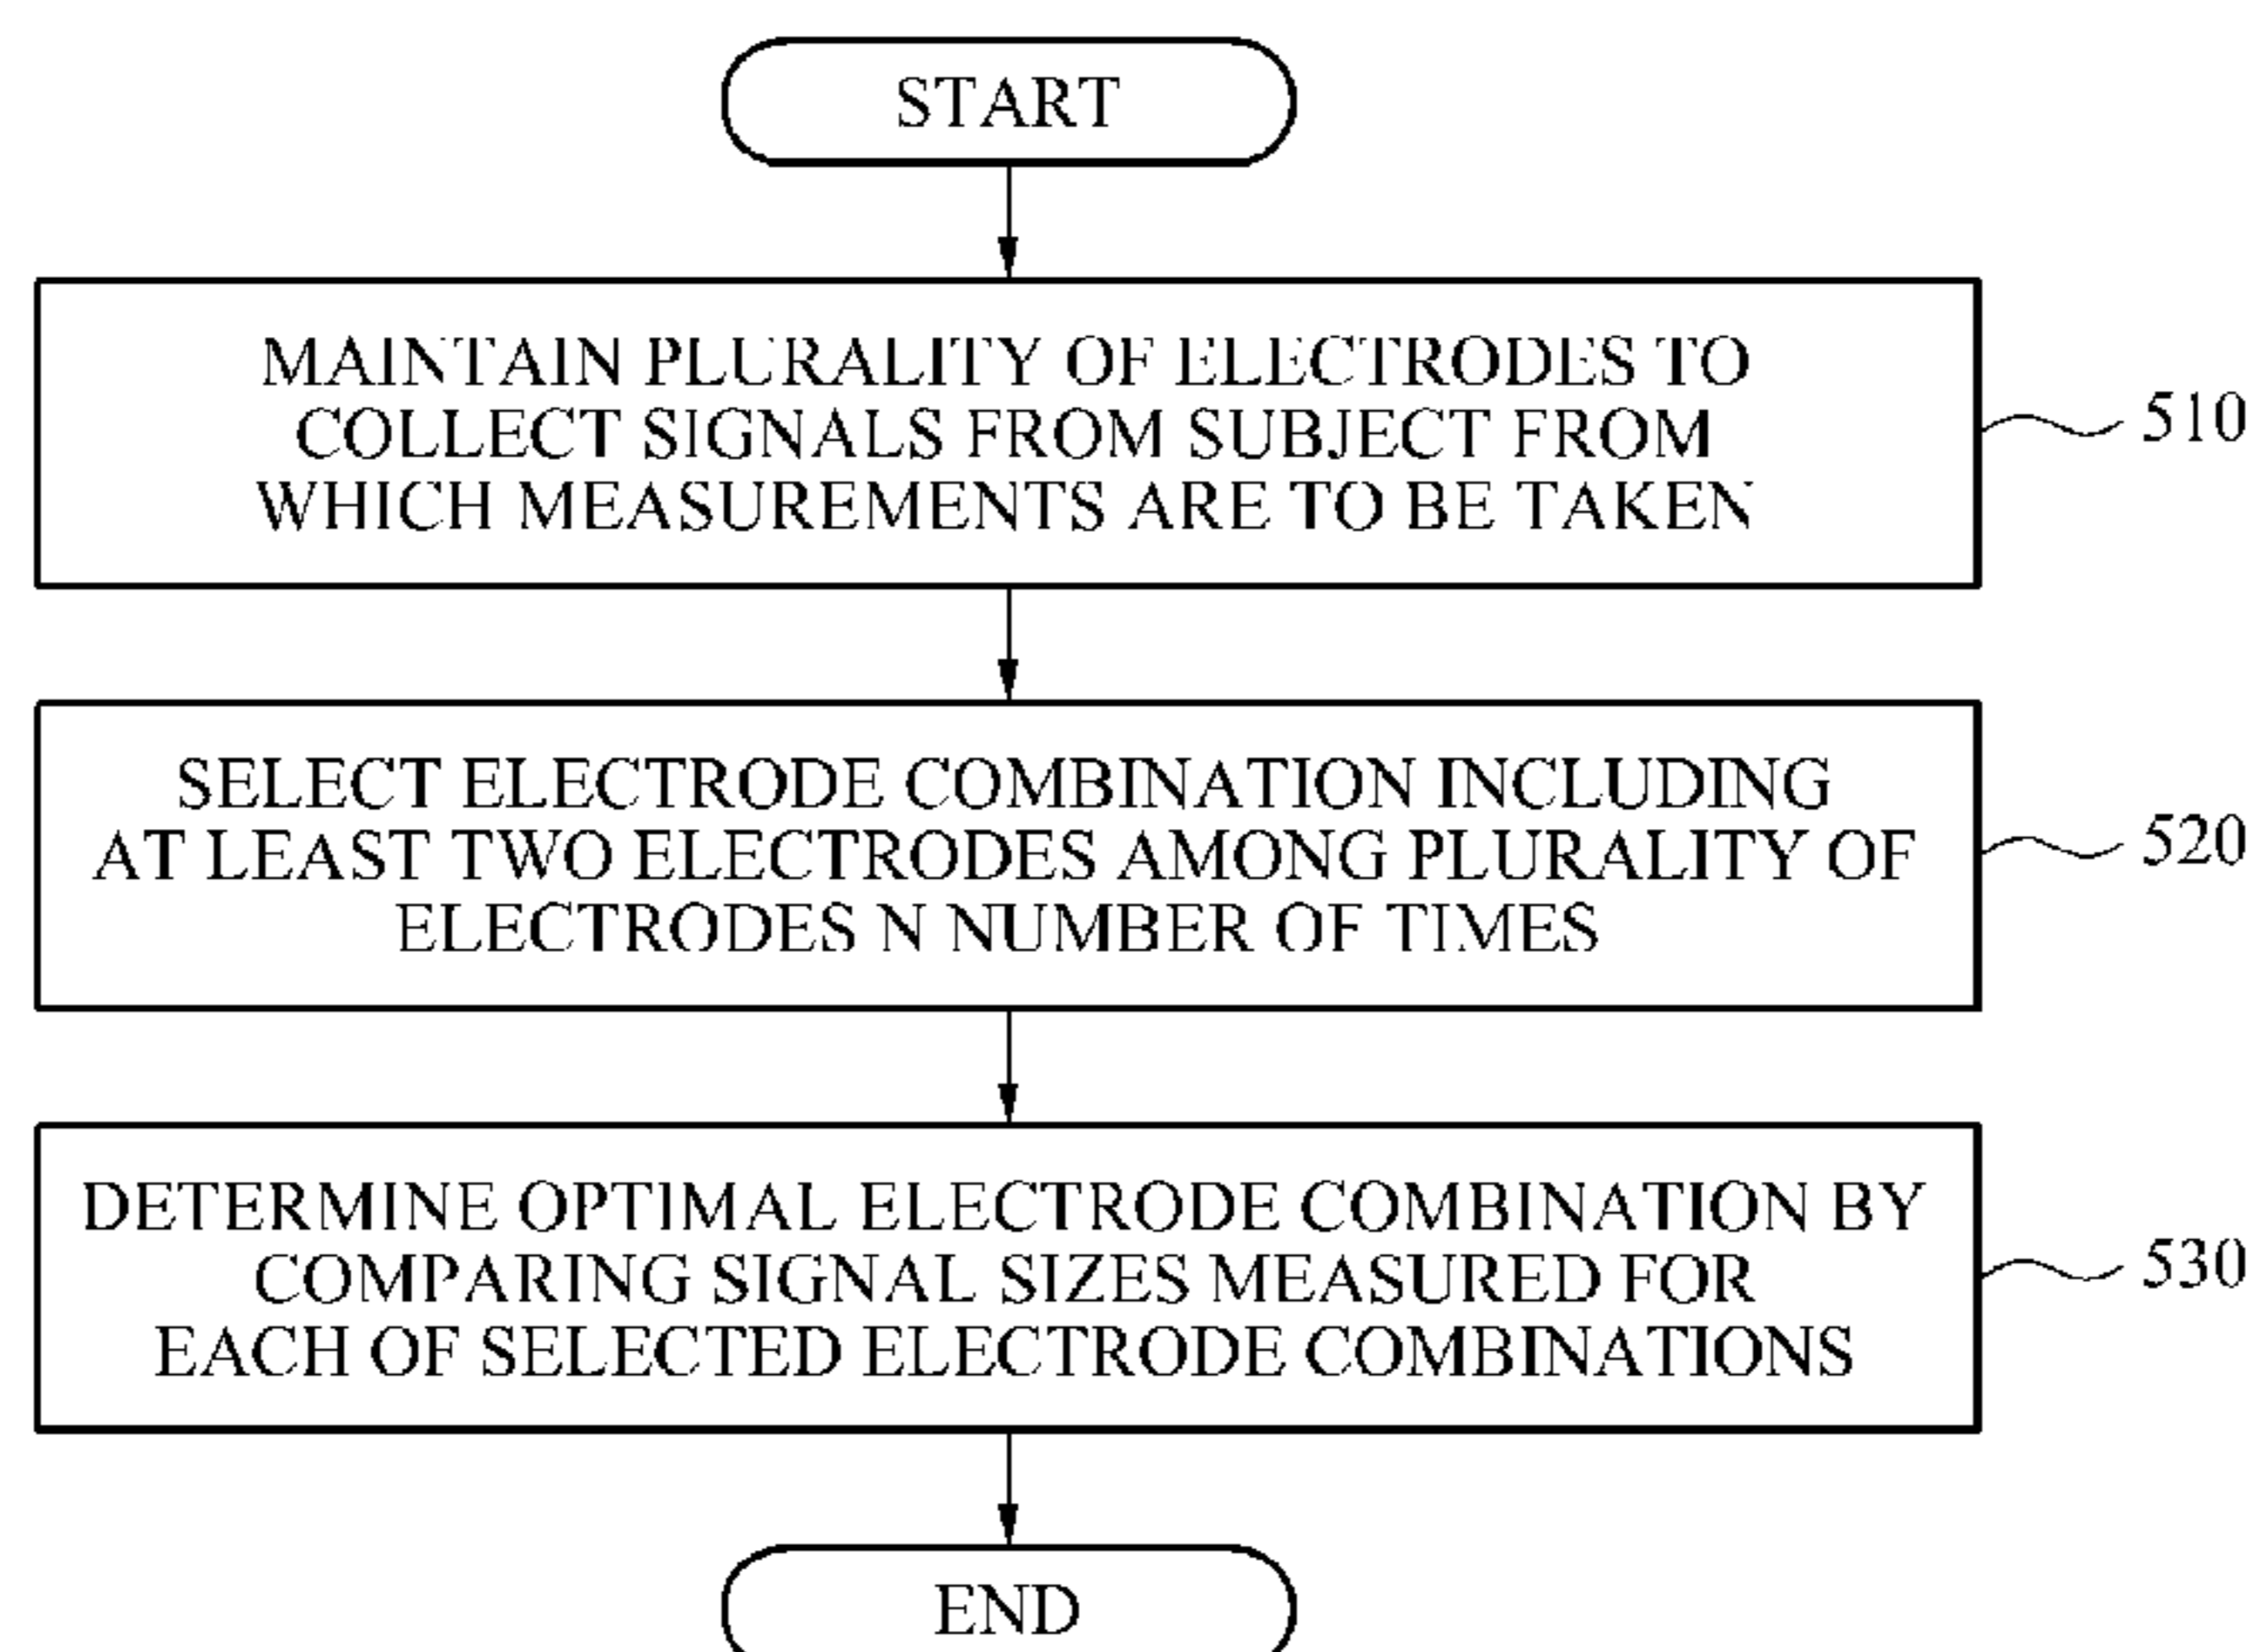 START
MAINTAIN PLURALITY OF ELECTRODES TO
COLLECT SIGNALS FROM SUBJECT FROM
WHICH MEASUREMENTS ARE TO BE TAKEN
510
SELECT ELECTRODE COMBINATION INCLUDING
AT LEAST TWO ELECTRODES AMONG PLURALITY OF
ELECTRODES N NUMBER OF TIMES
520
DETERMINE OPTIMAL ELECTRODE COMBINATION BY
COMPARING SIGNAL SIZES MEASURED FOR
EACH OF SELECTED ELECTRODE COMBINATIONS
530
END